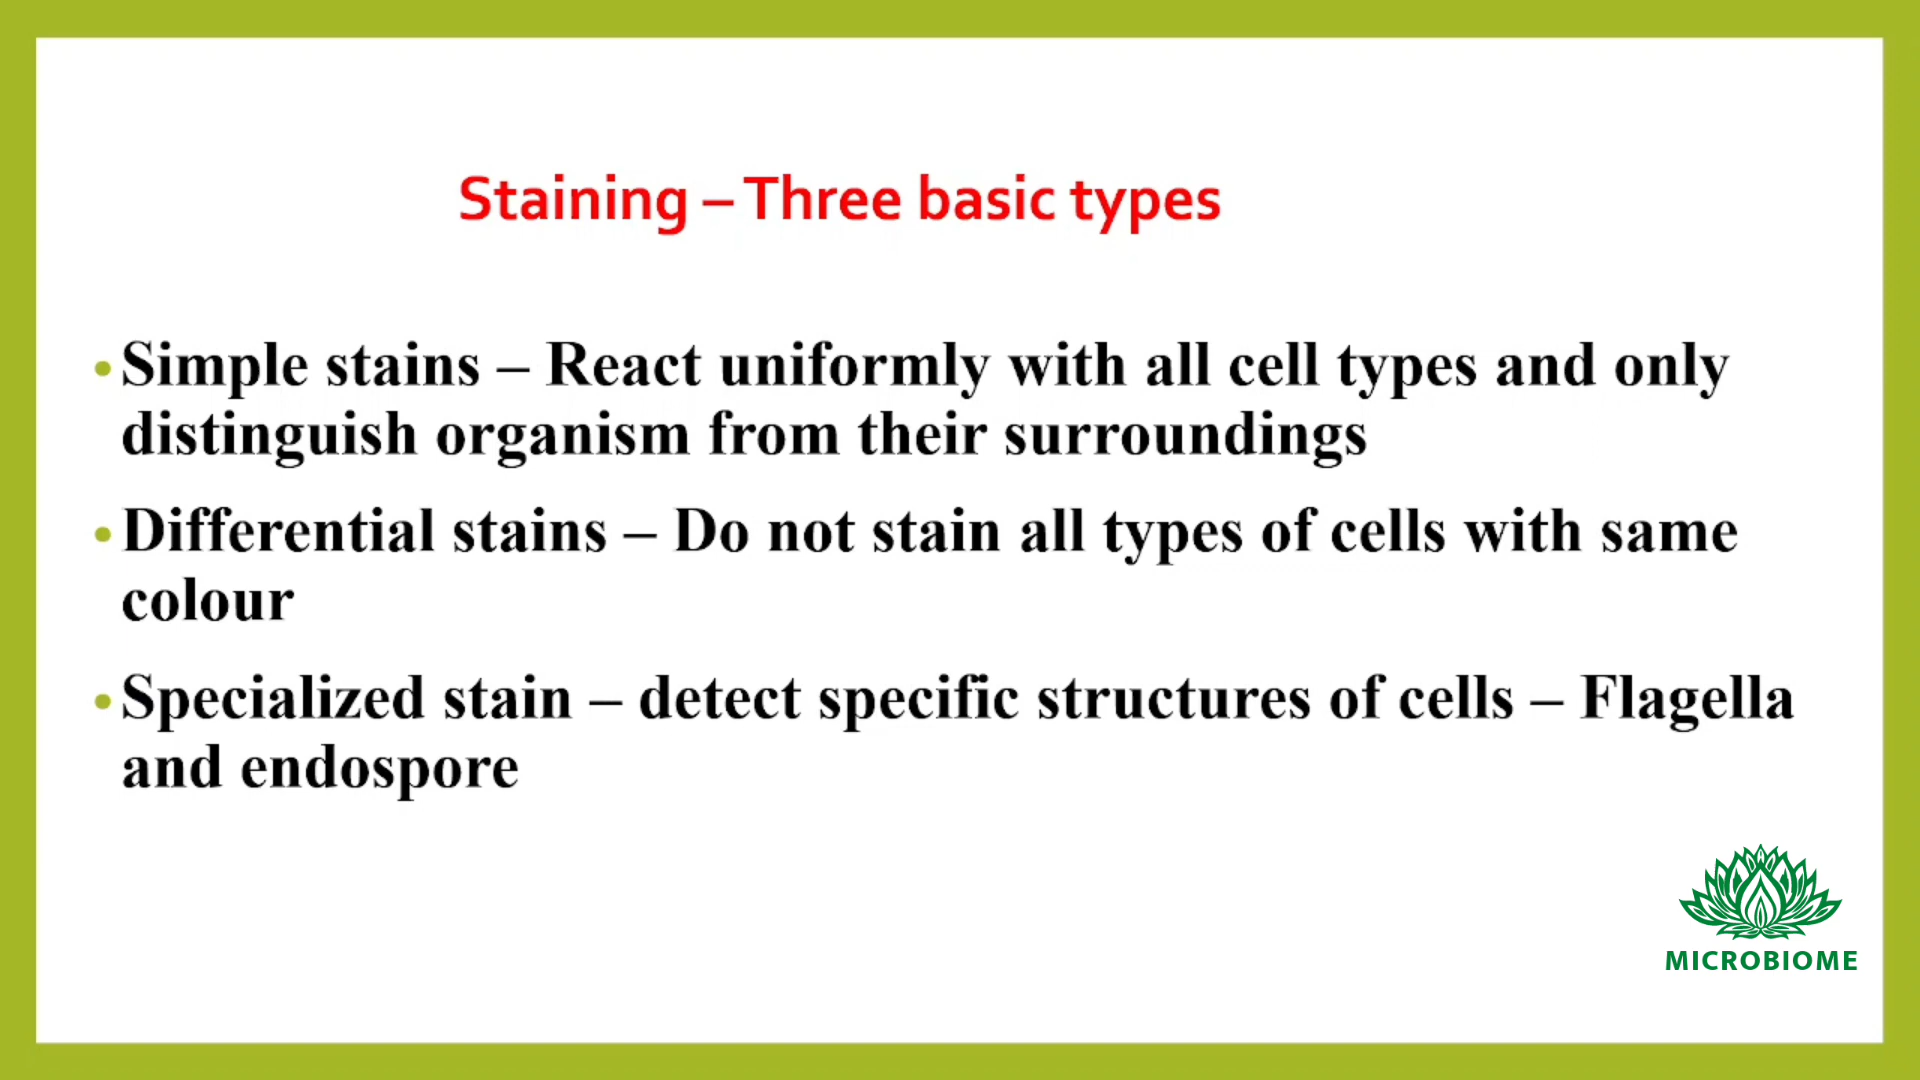 Staining – Three basic types
• Simple stains – React uniformly with all cell types and only
distinguish organism from their surroundings
• Differential stains – Do not stain all types of cells with same
colour
• Specialized stain – detect specific structures of cells – Flagella
and endospore
MICROBIOME